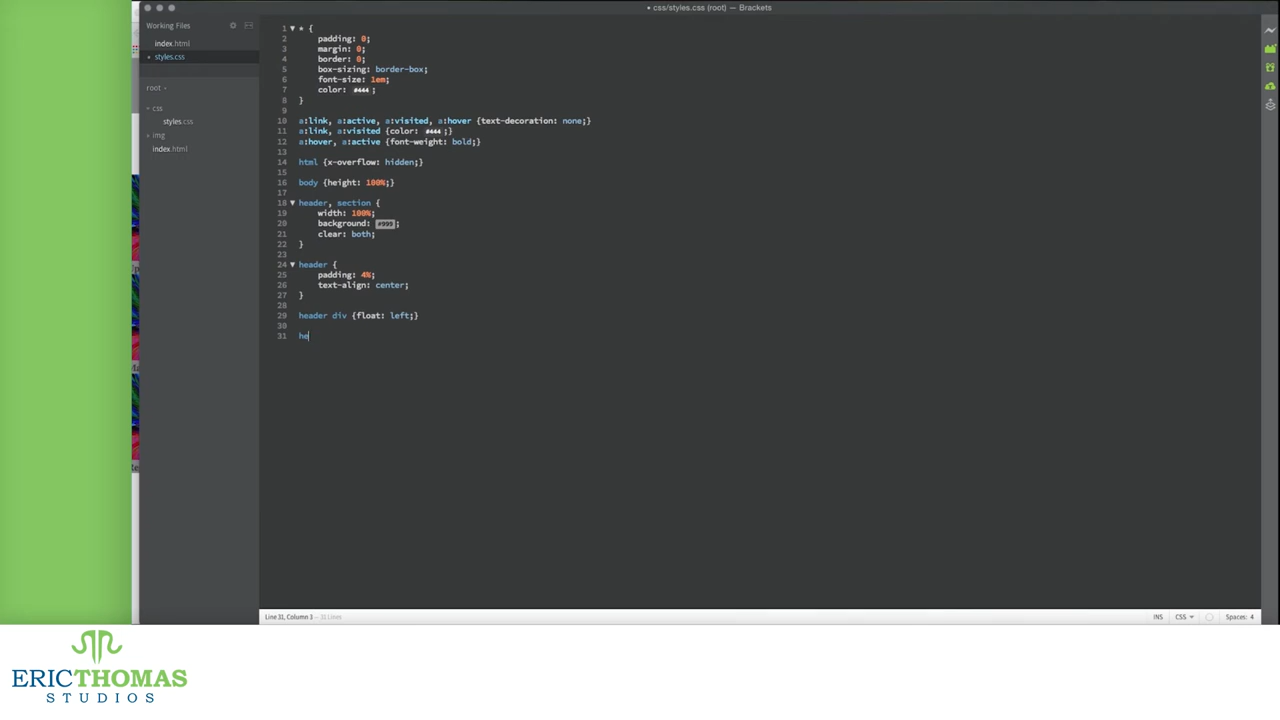 • css/styles.css (root) — Brackets
Working Files
index.html
• styles.css
root
css
styles.css
img
index.html
1 * {
2 padding: 0;
3 margin: 0;
4 border: 0;
5 box-sizing: border-box;
6 font-size: 1em;
7 color: #444;
8 }
9
10 a:link, a:active, a:visited, a:hover {text-decoration: none;}
11 a:link, a:visited {color: #444;}
12 a:hover, a:active {font-weight: bold;}
13
14 html {x-overflow: hidden;}
15
16 body {height: 100%;}
17
18 header, section {
19 width: 100%;
20 background: #999;
21 clear: both;
22 }
23
24 header {
25 padding: 4%;
26 text-align: center;
27 }
28
29 header div {float: left;}
30
31 he
Line 31, Column 3 — 31 Lines
INS CSS Spaces: 4
ERICTHOMAS
STUDIOS